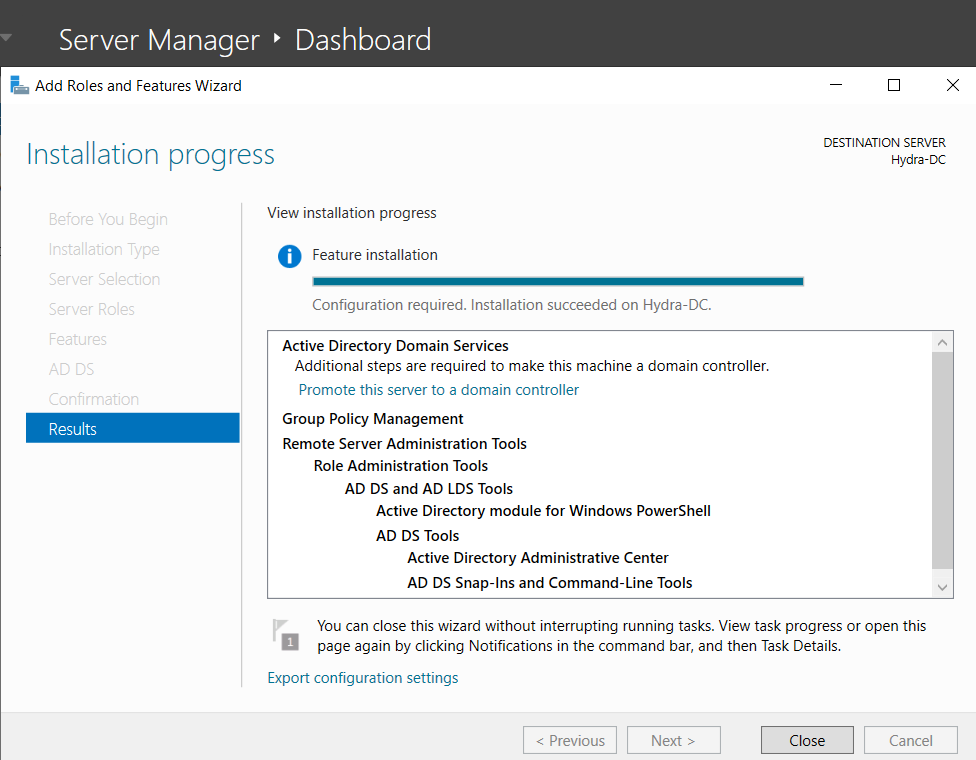 Server Manager ‣ Dashboard
Add Roles and Features Wizard
Installation progress
DESTINATION SERVER
Hydra-DC
Before You Begin
Installation Type
Server Selection
Server Roles
Features
AD DS
Confirmation
Results
View installation progress
Feature installation
Configuration required. Installation succeeded on Hydra-DC.
Active Directory Domain Services
Additional steps are required to make this machine a domain controller.
Promote this server to a domain controller
Group Policy Management
Remote Server Administration Tools
Role Administration Tools
AD DS and AD LDS Tools
Active Directory module for Windows PowerShell
AD DS Tools
Active Directory Administrative Center
AD DS Snap-Ins and Command-Line Tools
1
You can close this wizard without interrupting running tasks. View task progress or open this
page again by clicking Notifications in the command bar, and then Task Details.
Export configuration settings
< Previous
Next >
Close
Cancel